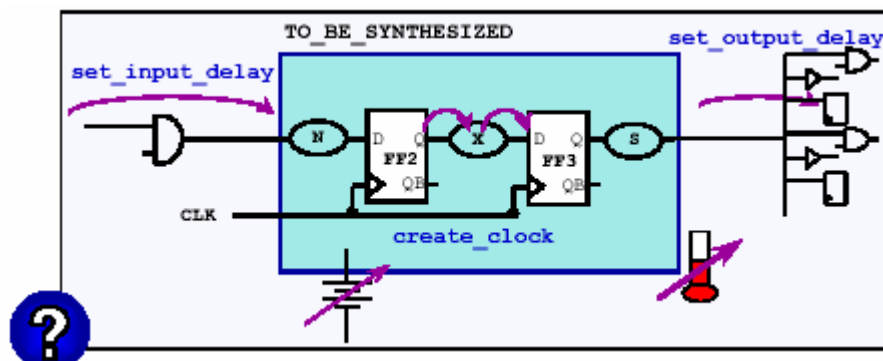 TO_BE_SYNTHESIZED
set_input_delay
set_output_delay
N
D Q
FF2
QB
X
D Q
FF3
QB
S
CLK
create_clock
?